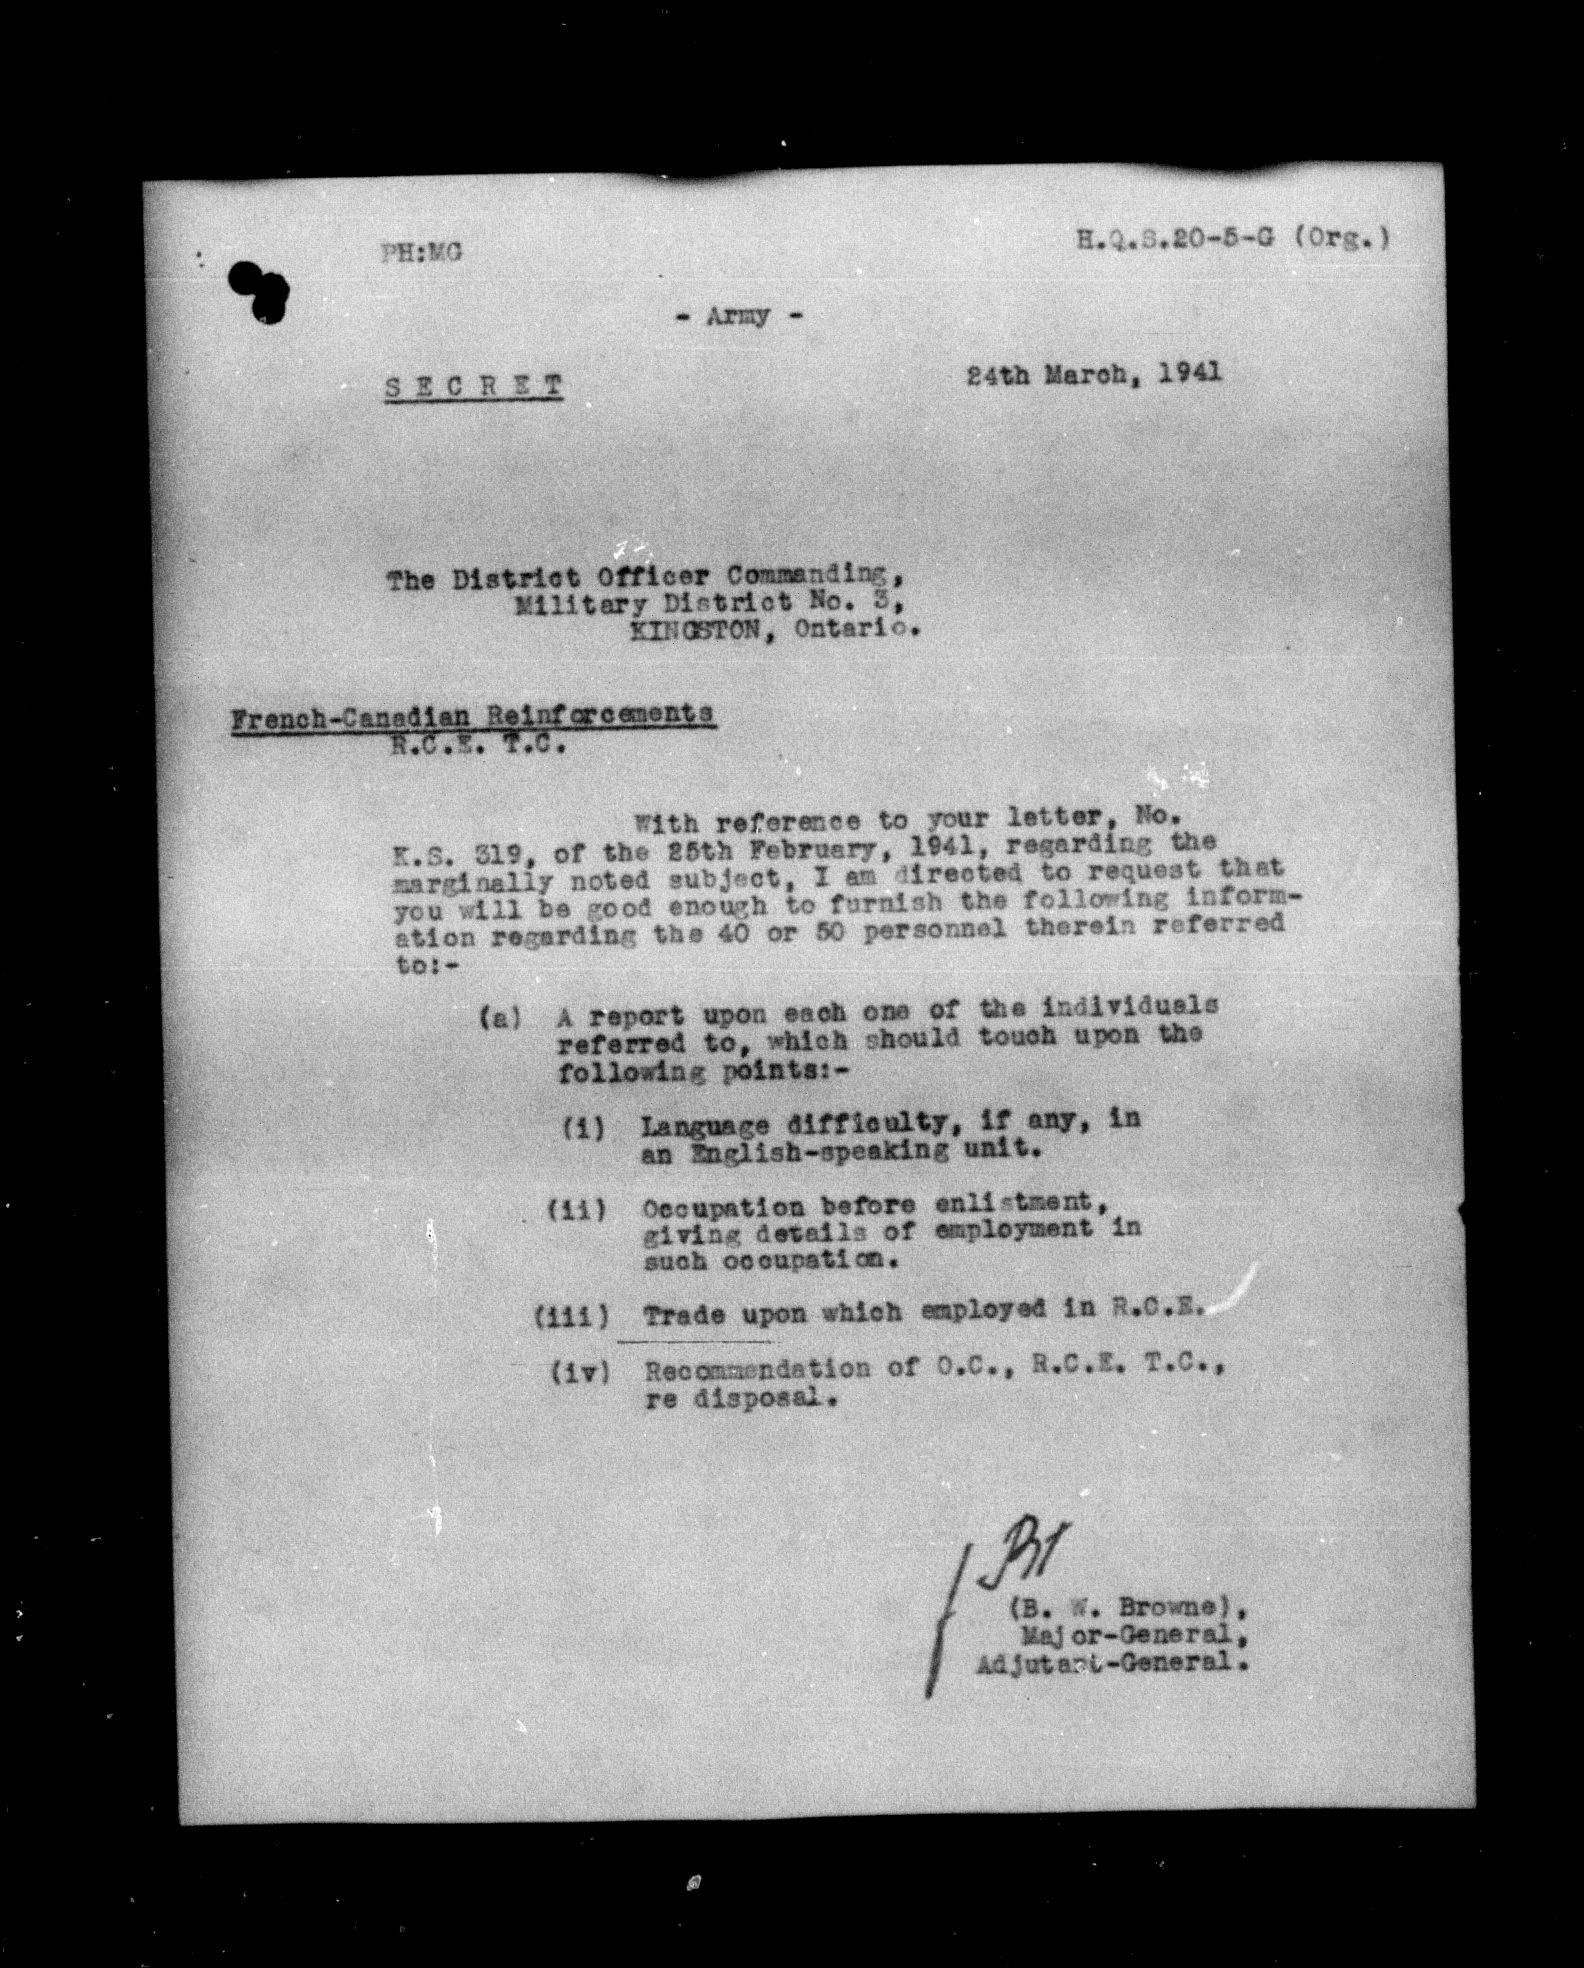 PH:MG
H.Q.S.20-5-G (Org.)
- Army -
S E C R E T
24th March, 1941
The District Officer Commanding,
Military District No. 3,
KINGSTON, Ontario.
French-Canadian Reinforcements
R.C.E. T.C.
With reference to your letter, No.
K.S. 319, of the 25th February, 1941, regarding the
marginally noted subject, I am directed to request that
you will be good enough to furnish the following inform-
ation regarding the 40 or 50 personnel therein referred
to:-
(a) A report upon each one of the individuals
referred to, which should touch upon the
following points:-
(i) Language difficulty, if any, in
an English-speaking unit.
(ii) Occupation before enlistment,
giving details of employment in
such occupation.
(iii) Trade upon which employed in R.C.E.
(iv) Recommendation of O.C., R.C.E. T.C.,
re disposal.
(B. W. Browne),
Major-General,
Adjutant-General.